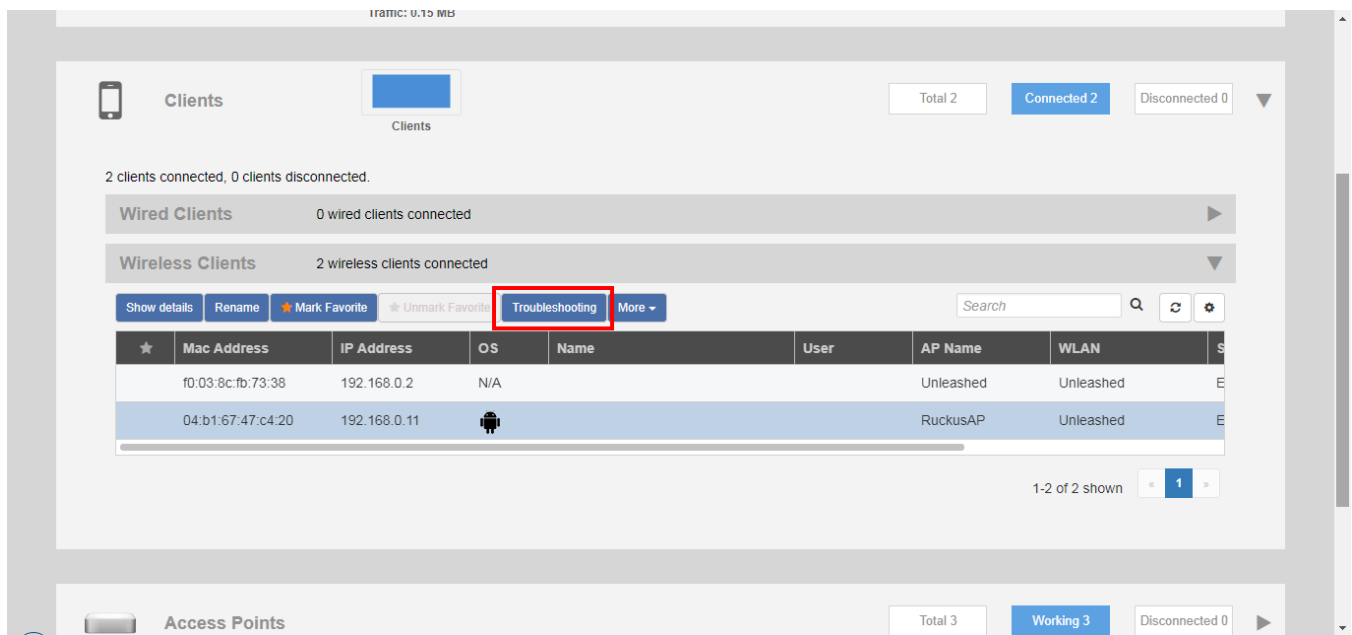 Traffic: 0.15 MB
Clients
Clients
Total 2
Connected 2
Disconnected 0
2 clients connected, 0 clients disconnected.
Wired Clients 0 wired clients connected
Wireless Clients 2 wireless clients connected
Show details Rename Mark Favorite Unmark Favorite Troubleshooting More Search
Mac Address IP Address OS Name User AP Name WLAN S
f0:03:8c:fb:73:38 192.168.0.2 N/A Unleashed Unleashed E
04:b1:67:47:c4:20 192.168.0.11 RuckusAP Unleashed E
1-2 of 2 shown « 1 »
Access Points Total 3 Working 3 Disconnected 0